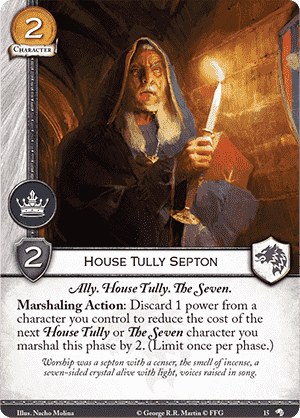 2
CHARACTER
2
HOUSE TULLY SEPTON
Ally. House Tully. The Seven.
Marshaling Action: Discard 1 power from a
character you control to reduce the cost of the
next House Tully or The Seven character you
marshal this phase by 2. (Limit once per phase.)
Worship was a septon with a censer, the smell of incense, a
seven-sided crystal alive with light, voices raised in song.
Illus. Nacho Molina © George R.R. Martin © FFG 15